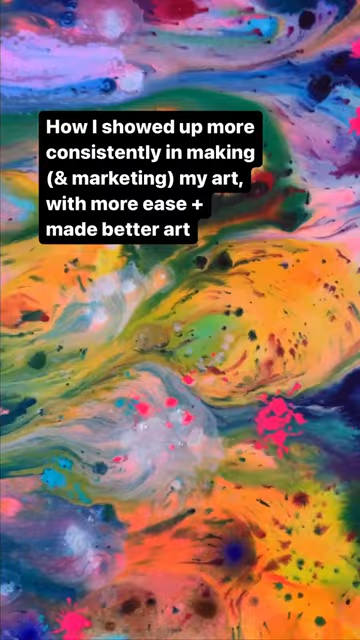 How I showed up more
consistently in making
(& marketing) my art,
with more ease +
made better art